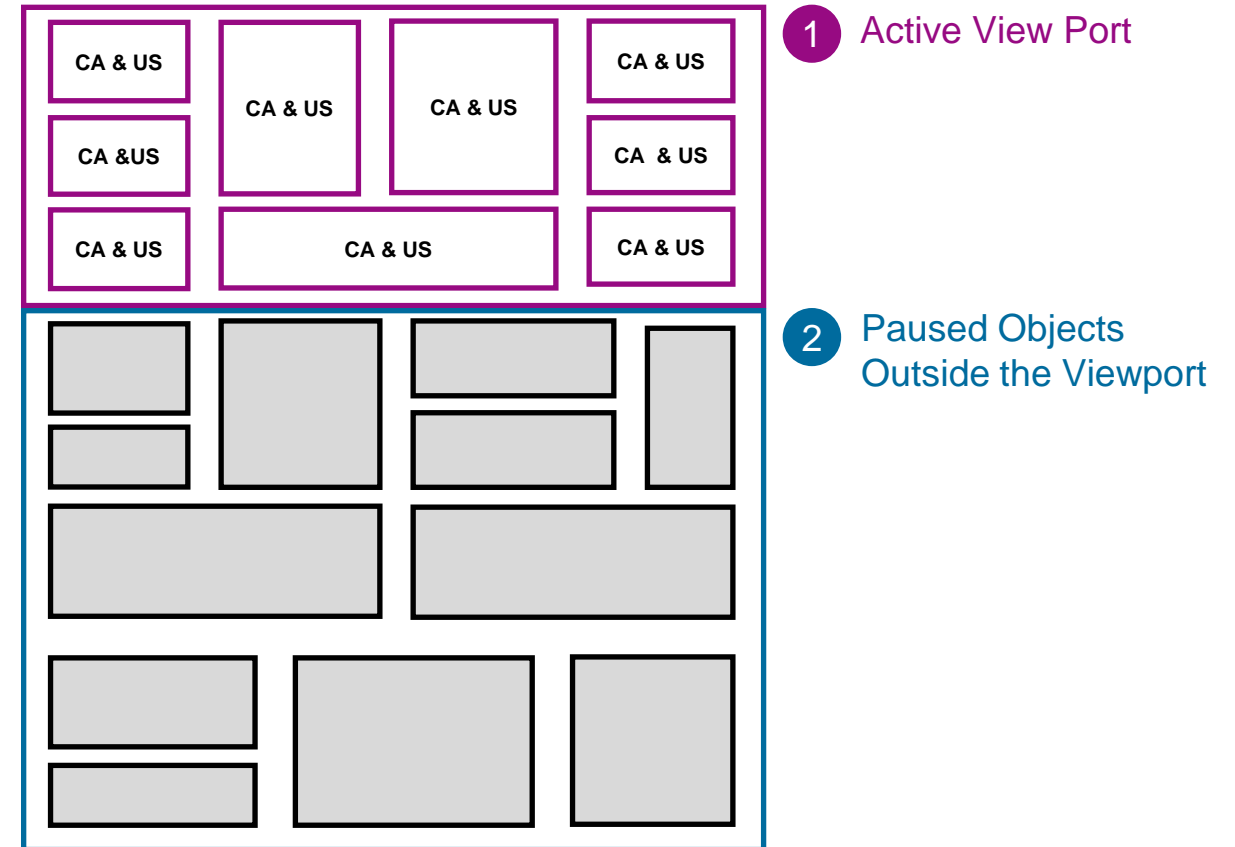 CA & US
CA & US
CA & US
CA & US
CA &US
CA  & US
CA & US
CA & US
CA & US
1 Active View Port
2 Paused Objects
Outside the Viewport